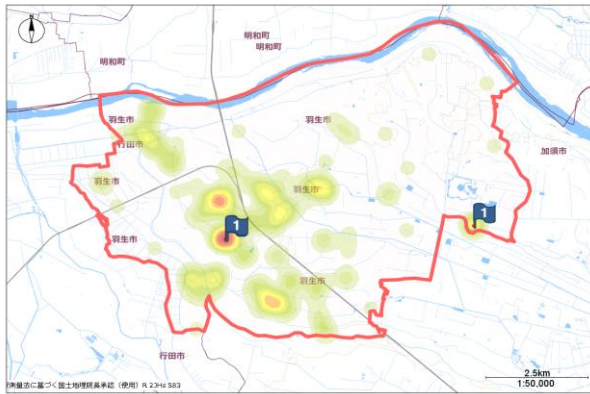 明和町
明和町
明和町
羽生市
羽生市
行田市
加須市
羽生市
羽生市
1
1
羽生市
羽生市
行田市
2.5km
1:50,000
測量法に基づく国土地理院長承認（使用）R 2JHs 583